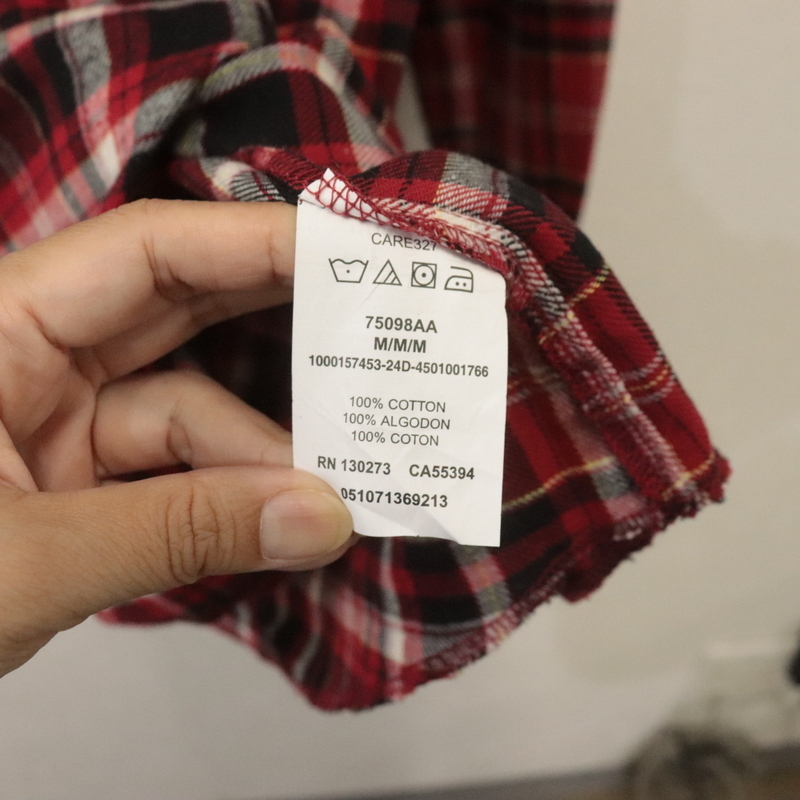 CARE327
75098AA
M/M/M
1000157453-24D-4501001766
100% COTTON
100% ALGODON
100% COTON
RN 130273 CA55394
051071369213